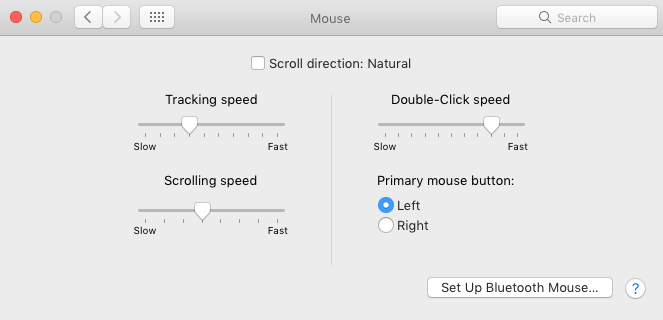 Mouse
Search
Scroll direction: Natural
Tracking speed
Slow Fast
Scrolling speed
Slow Fast
Double-Click speed
Slow Fast
Primary mouse button:
Left
Right
Set Up Bluetooth Mouse...
?